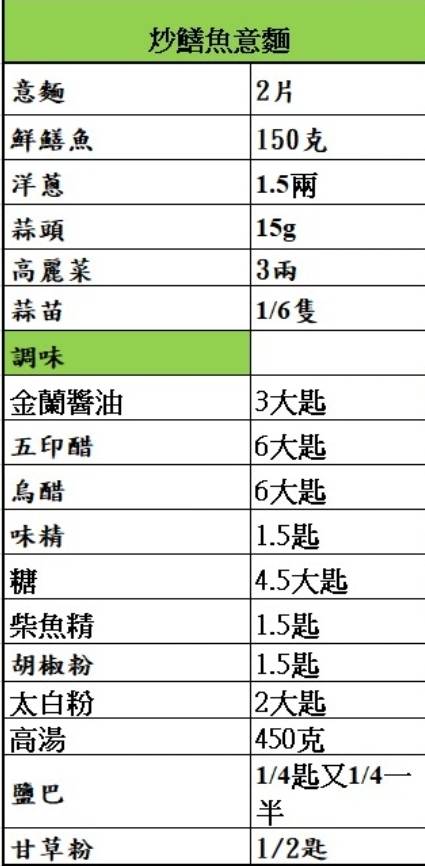 炒鱔魚意麵
意麵 2片
鮮鱔魚 150克
洋蔥 1.5兩
蒜頭 15g
高麗菜 3兩
蒜苗 1/6隻
調味
金蘭醬油 3大匙
五印醋 6大匙
烏醋 6大匙
味精 1.5匙
糖 4.5大匙
柴魚精 1.5匙
胡椒粉 1.5匙
太白粉 2大匙
高湯 450克
鹽巴 1/4匙又1/4一
半
甘草粉 1/2匙